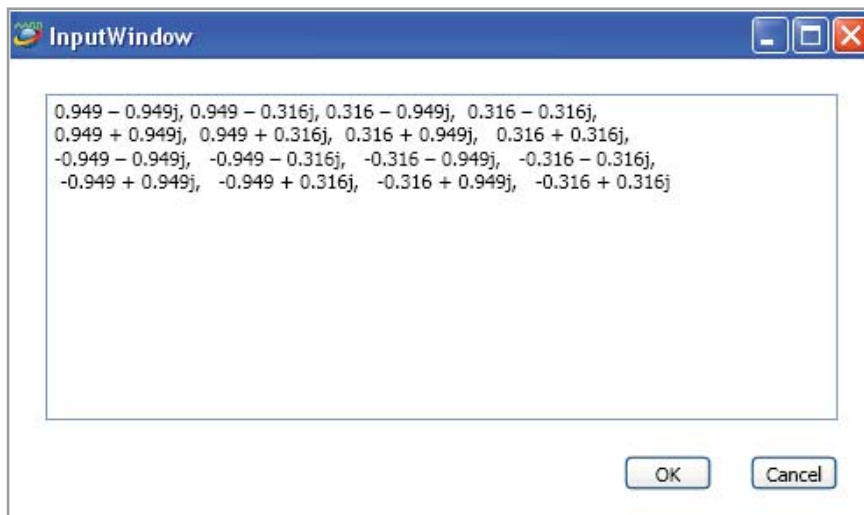 InputWindow
0.949 – 0.949j, 0.949 – 0.316j, 0.316 – 0.949j, 0.316 – 0.316j,
0.949 + 0.949j, 0.949 + 0.316j, 0.316 + 0.949j, 0.316 + 0.316j,
-0.949 – 0.949j, -0.949 – 0.316j, -0.316 – 0.949j, -0.316 – 0.316j,
-0.949 + 0.949j, -0.949 + 0.316j, -0.316 + 0.949j, -0.316 + 0.316j
OK Cancel